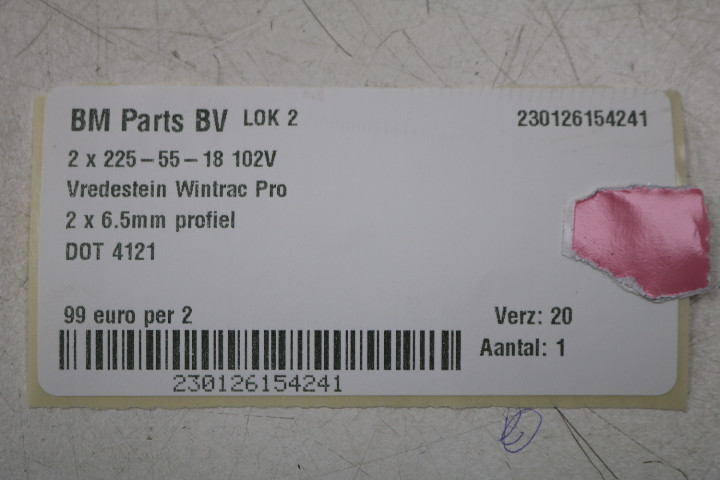 BM Parts BV LOK 2 230126154241
2 x 225-55-18 102V
Vredestein Wintrac Pro
2 x 6.5mm profiel
DOT 4121
99 euro per 2 Verz: 20
Aantal: 1
230126154241